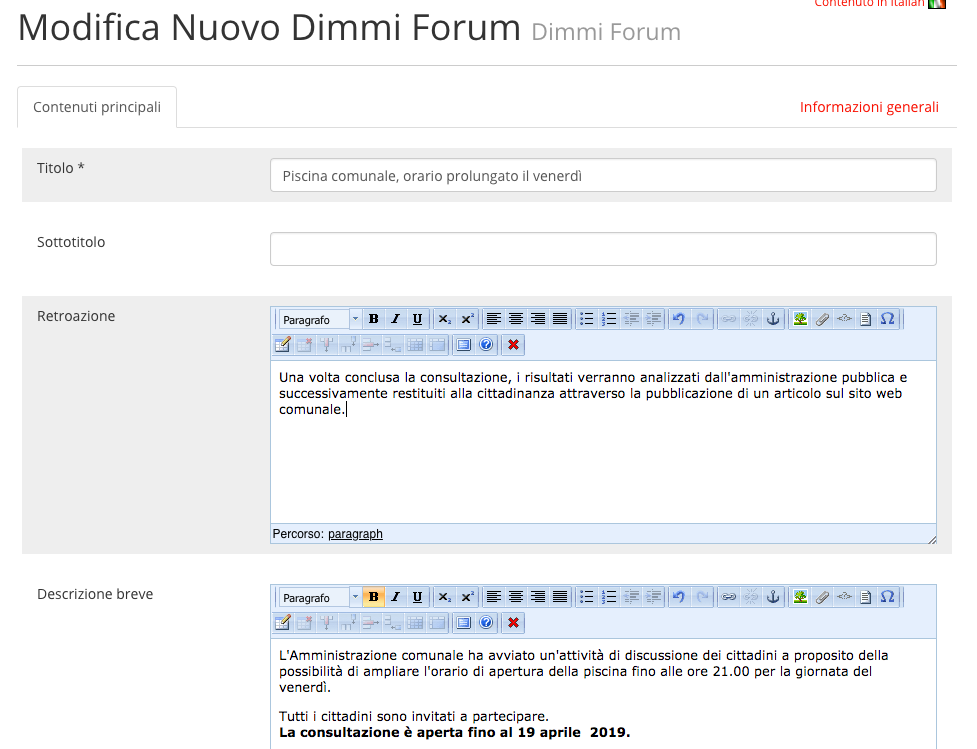 Contenuto in Italian
Modifica Nuovo Dimmi Forum Dimmi Forum
Contenuti principali
Informazioni generali
Titolo *
Piscina comunale, orario prolungato il venerdì
Sottotitolo
Retroazione
Paragrafo B I U x₂ x² Ω
Una volta conclusa la consultazione, i risultati verranno analizzati dall'amministrazione pubblica e
successivamente restituiti alla cittadinanza attraverso la pubblicazione di un articolo sul sito web
comunale.
Percorso: paragraph
Descrizione breve
Paragrafo B I U x₂ x² Ω
L'Amministrazione comunale ha avviato un'attività di discussione dei cittadini a proposito della
possibilità di ampliare l'orario di apertura della piscina fino alle ore 21.00 per la giornata del
venerdì.
Tutti i cittadini sono invitati a partecipare.
La consultazione è aperta fino al 19 aprile  2019.